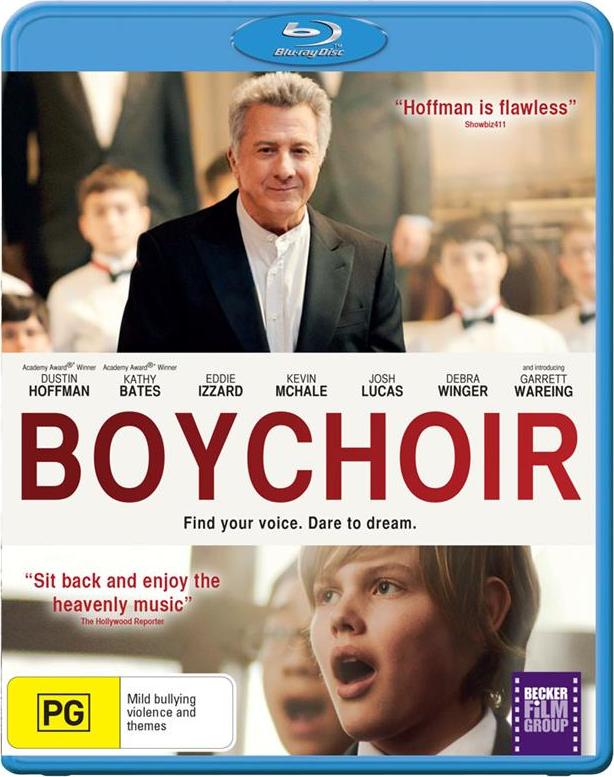 Blu-ray Disc™
“Hoffman is flawless”
Showbiz411
Academy Award®* Winner
DUSTIN
HOFFMAN
Academy Award®* Winner
KATHY
BATES
EDDIE
IZZARD
KEVIN
MCHALE
JOSH
LUCAS
DEBRA
WINGER
and introducing
GARRETT
WAREING
BOYCHOIR
Find your voice. Dare to dream.
“Sit back and enjoy the
heavenly music”
The Hollywood Reporter
PG
Mild bullying
violence and
themes
BECKER
FiLM
GROUP